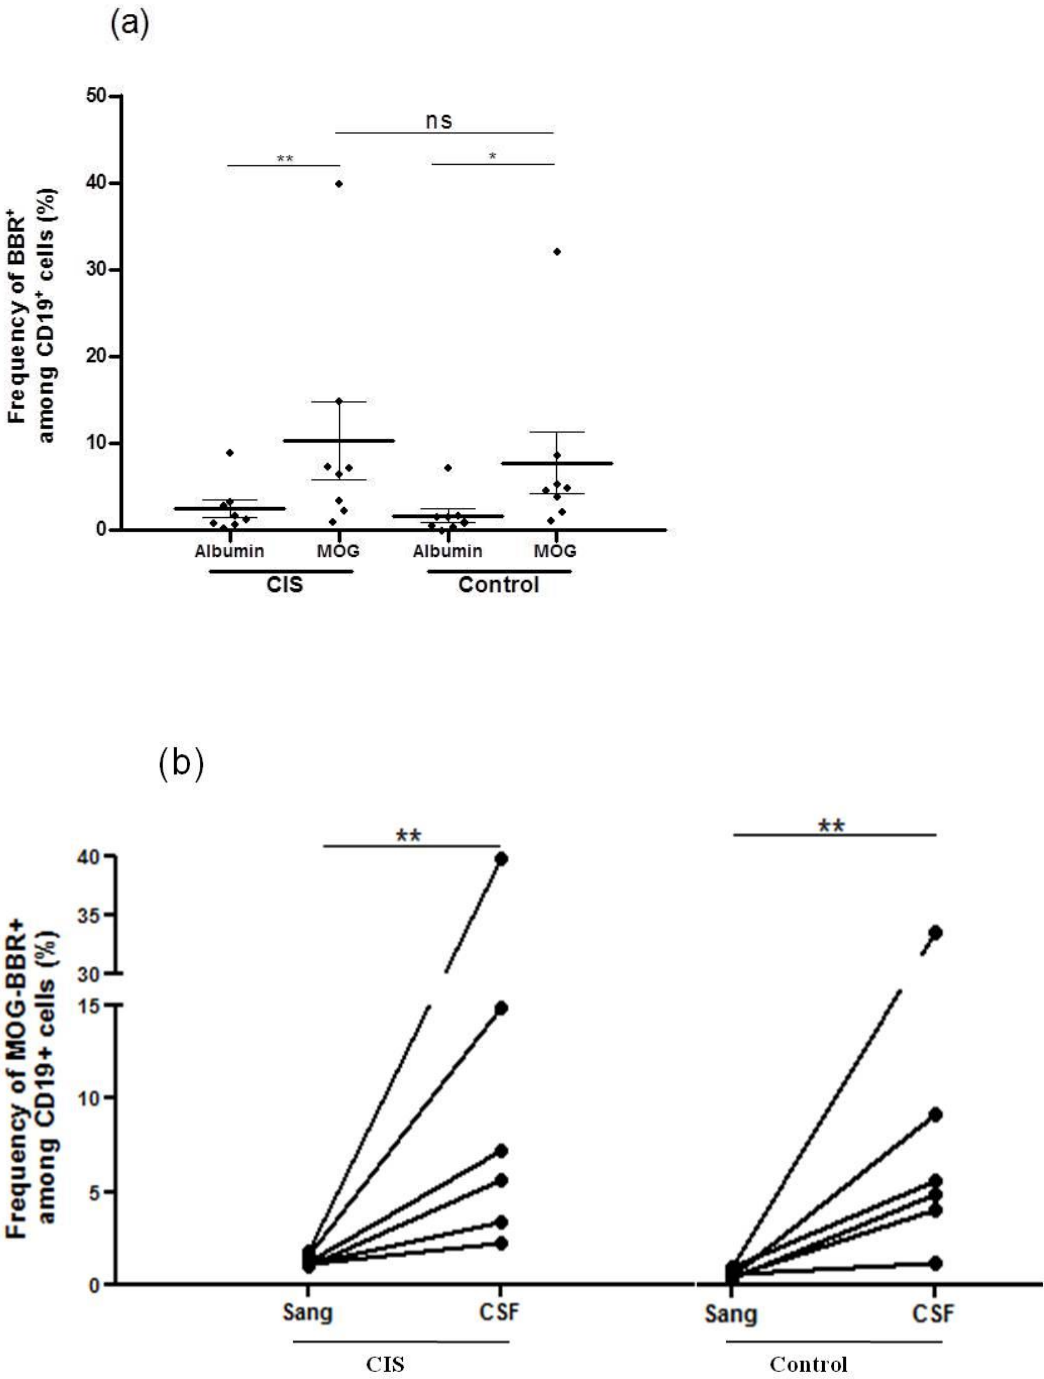 (a)
Frequency of BBR⁺
among CD19⁺ cells (%)
50
40
30
20
10
0
ns
**
*
Albumin
MOG
Albumin
MOG
CIS
Control
(b)
Frequency of MOG-BBR+
among CD19+ cells (%)
40
35
30
15
10
5
0
**
**
Sang
CSF
Sang
CSF
CIS
Control